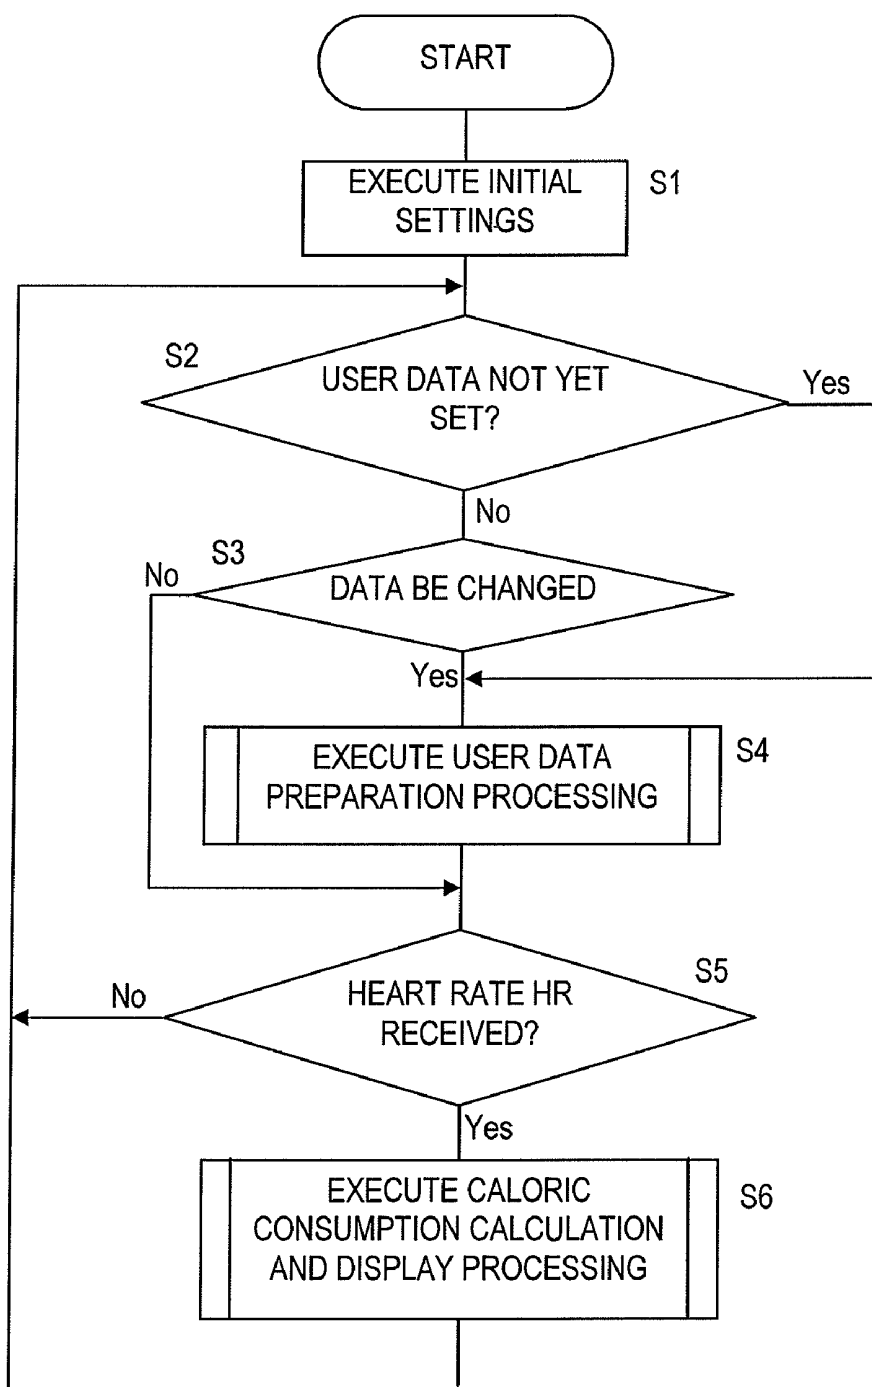 START
EXECUTE INITIAL
SETTINGS
S1
S2
USER DATA NOT YET
SET?
Yes
No
S3
No
DATA BE CHANGED
Yes
EXECUTE USER DATA
PREPARATION PROCESSING
S4
S5
No
HEART RATE HR
RECEIVED?
Yes
EXECUTE CALORIC
CONSUMPTION CALCULATION
AND DISPLAY PROCESSING
S6